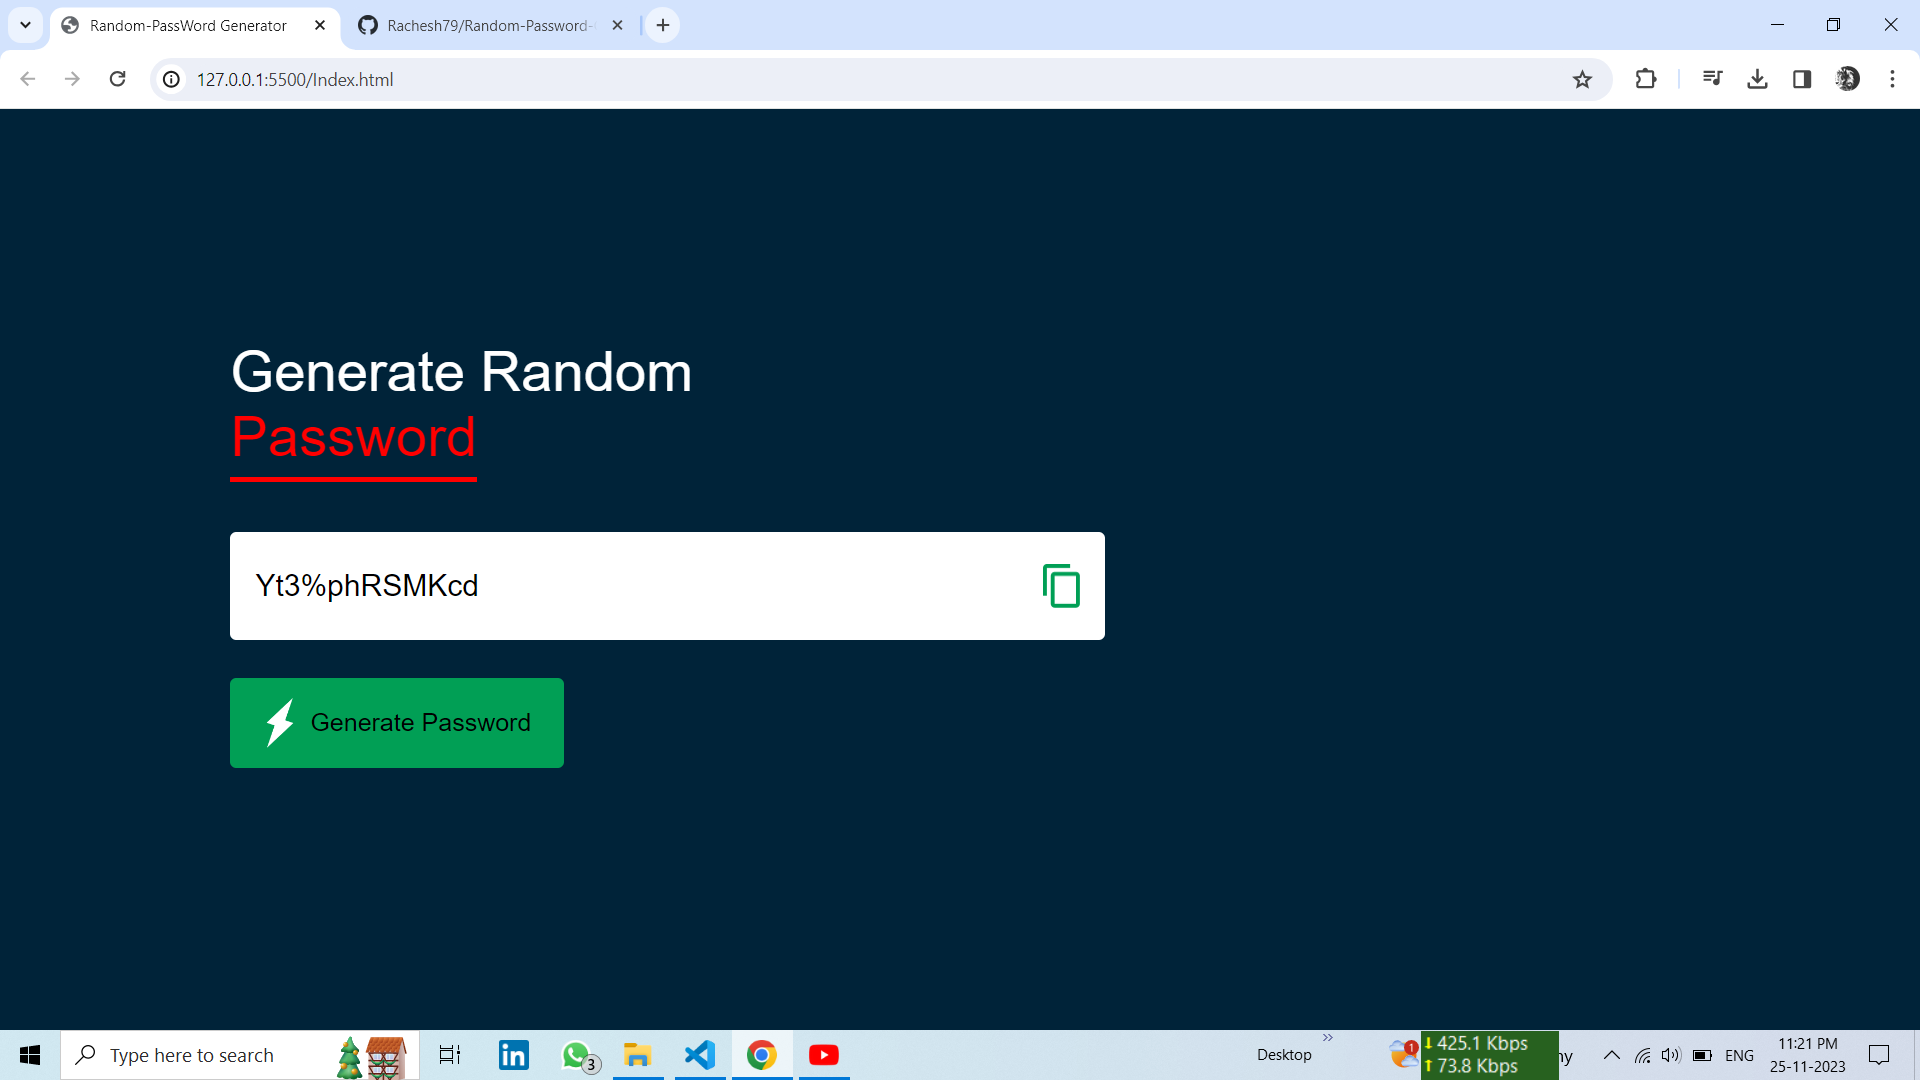 Random-PassWord Generator
Rachesh79/Random-Password-
127.0.0.1:5500/Index.html
Generate Random
Password
Yt3%phRSMKcd
Generate Password
Type here to search
3
Desktop
1
425.1 Kbps
73.8 Kbps
ny
ENG
11:21 PM
25-11-2023